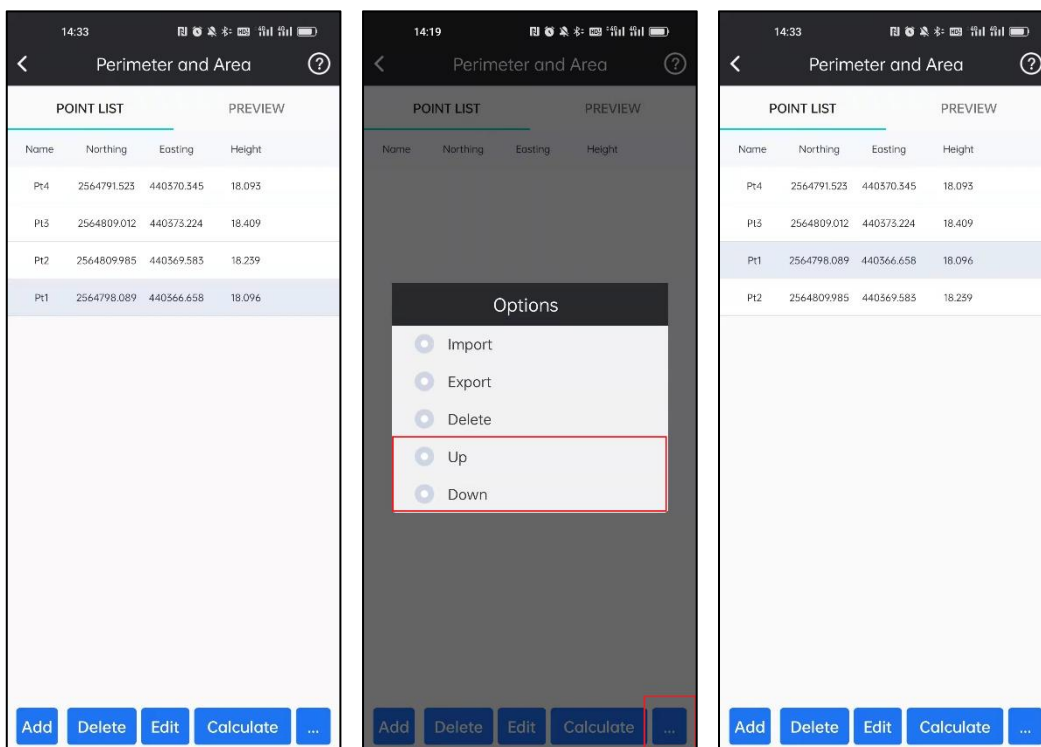 14:33
Perimeter and Area ?
POINT LIST PREVIEW
Name Northing Easting Height
Pt4 2564791.523 440370.345 18.093
Pt3 2564809.012 440373.224 18.409
Pt2 2564809.985 440369.583 18.239
Pt1 2564798.089 440366.658 18.096
Add Delete Edit Calculate ...
14:19
Perimeter and Area ?
POINT LIST PREVIEW
Name Northing Easting Height
Options
Import
Export
Delete
Up
Down
Add Delete Edit Calculate ...
14:33
Perimeter and Area ?
POINT LIST PREVIEW
Name Northing Easting Height
Pt4 2564791.523 440370.345 18.093
Pt3 2564809.012 440373.224 18.409
Pt1 2564798.089 440366.658 18.096
Pt2 2564809.985 440369.583 18.239
Add Delete Edit Calculate ...